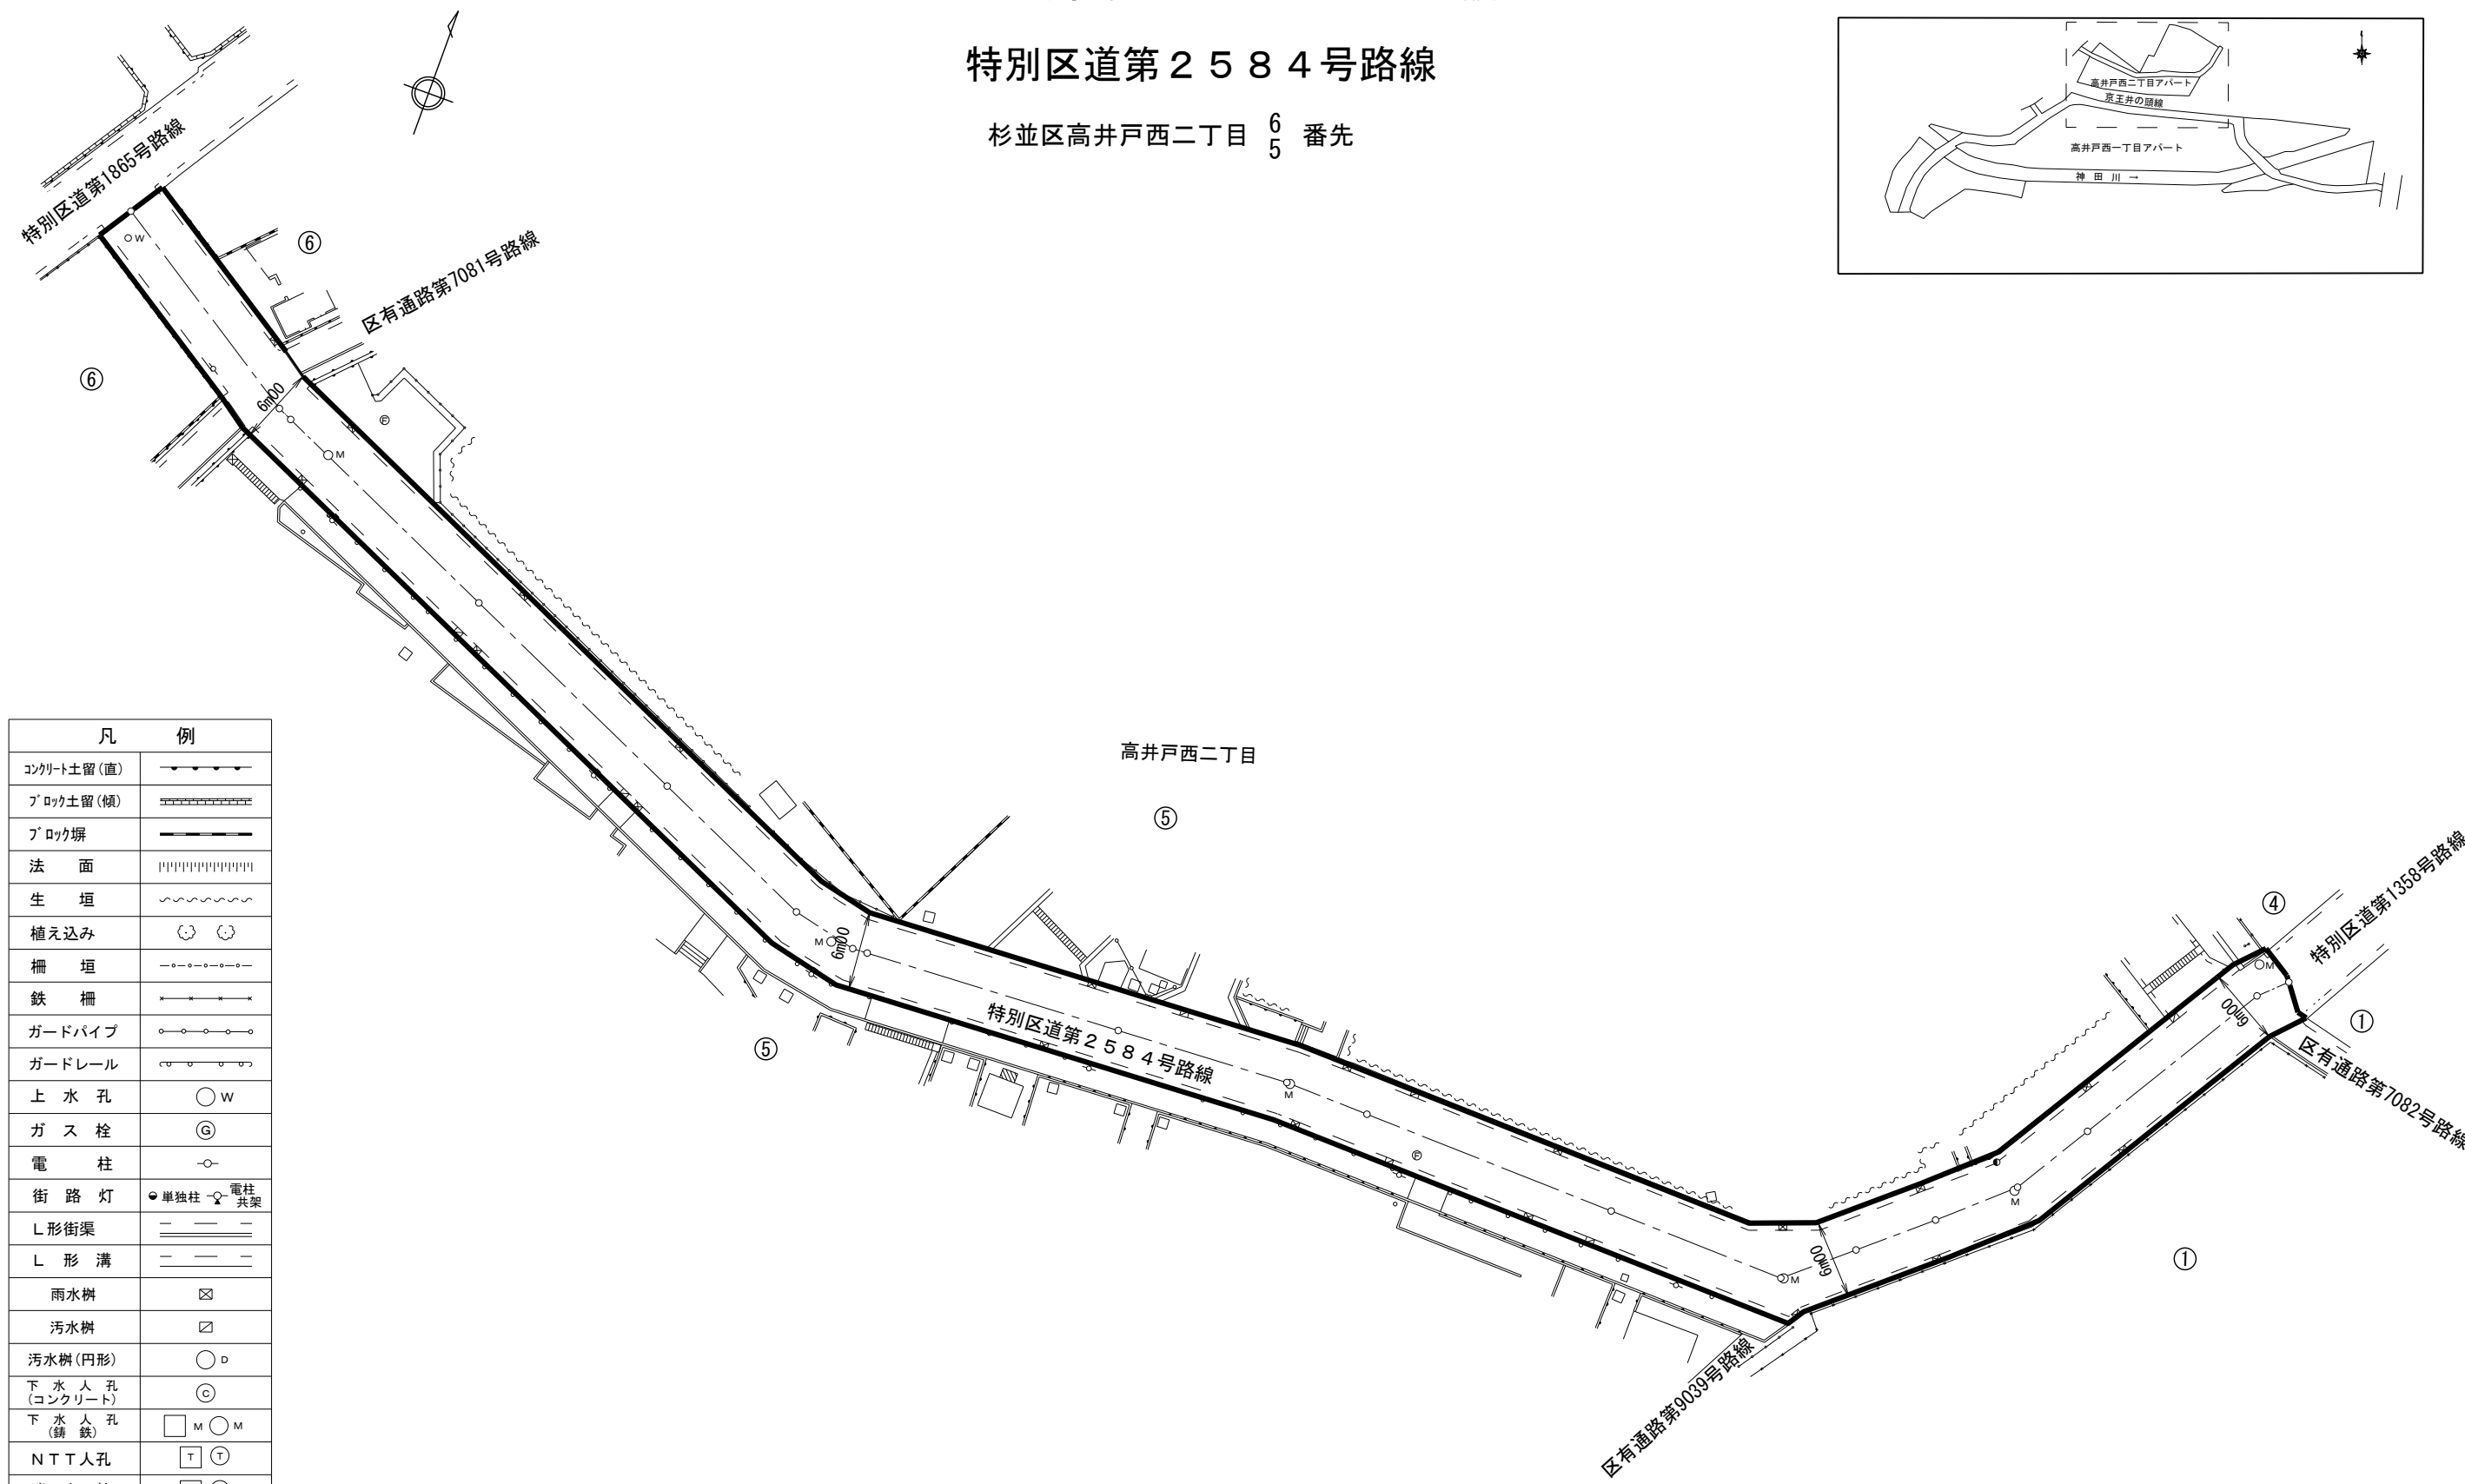 特別区道第２５８４号路線
杉並区高井戸西二丁目 6 5 番先
高井戸西二丁目アパート
京王井の頭線
高井戸西一丁目アパート
神田川→
特別区道第1865号路線
W
⑥
区有通路第7081号路線
⑥
6m00
F
M
高井戸西二丁目
⑤
M
6m00
特別区道第２５８４号路線
⑤
M
F
M
6m00
M
区有通路第9039号路線
①
④
特別区道第1358号路線
M
6m00
①
区有通路第7082号路線
凡例
ｺﾝｸﾘｰﾄ土留(直)
ﾌﾞﾛｯｸ土留(傾)
ﾌﾞﾛｯｸ塀
法面
生垣
植え込み
柵垣
鉄柵
ガードパイプ
ガードレール
上水孔 W
ガス栓 G
電柱
街路灯 単独柱 電柱共架
Ｌ形街渠
Ｌ形溝
雨水桝
汚水桝
汚水桝(円形) D
下水人孔(コンクリート) C
下水人孔(鋳鉄) M M
ＮＴＴ人孔 T T